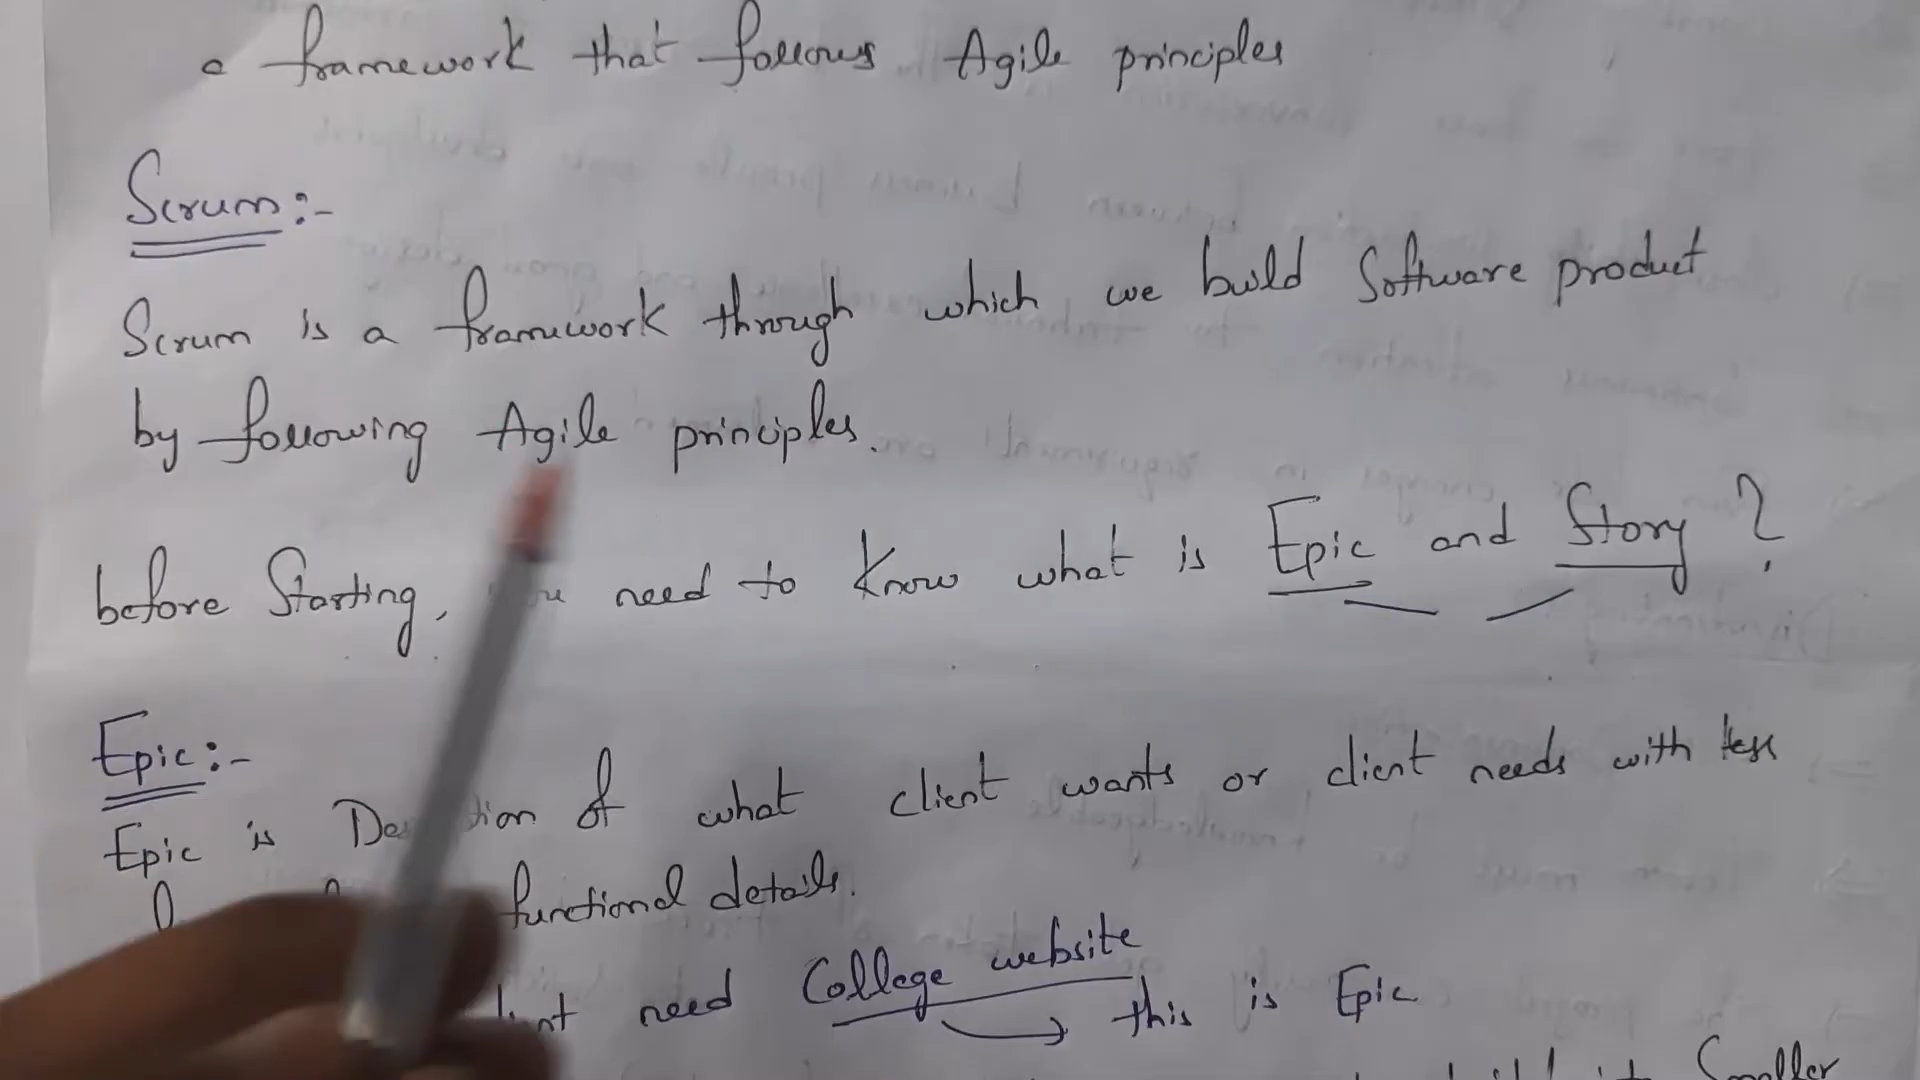 a framework that follows Agile principles
Scrum:-
Scrum is a framework through which we build Software product
by following Agile principles.
before Starting, need to know what is Epic and Story?
Epic:-
Epic is of what client wants or client needs with less
functional details.
need College website
this is Epic
Smaller